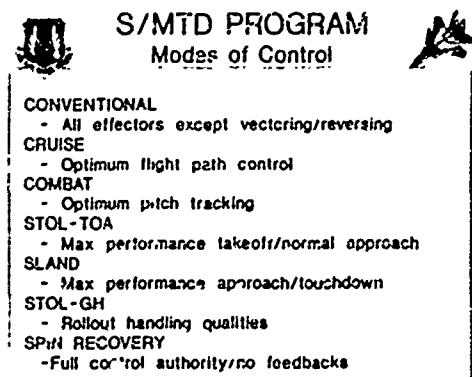 S/MTD PROGRAM
Modes of Control
CONVENTIONAL
- All effectors except vectoring/reversing
CRUISE
- Optimum flight path control
COMBAT
- Optimum pitch tracking
STOL-TOA
- Max performance takeoff/normal approach
SLAND
- Max performance approach/touchdown
STOL-GH
- Rollout handling qualities
SPIN RECOVERY
-Full control authority/no feedbacks